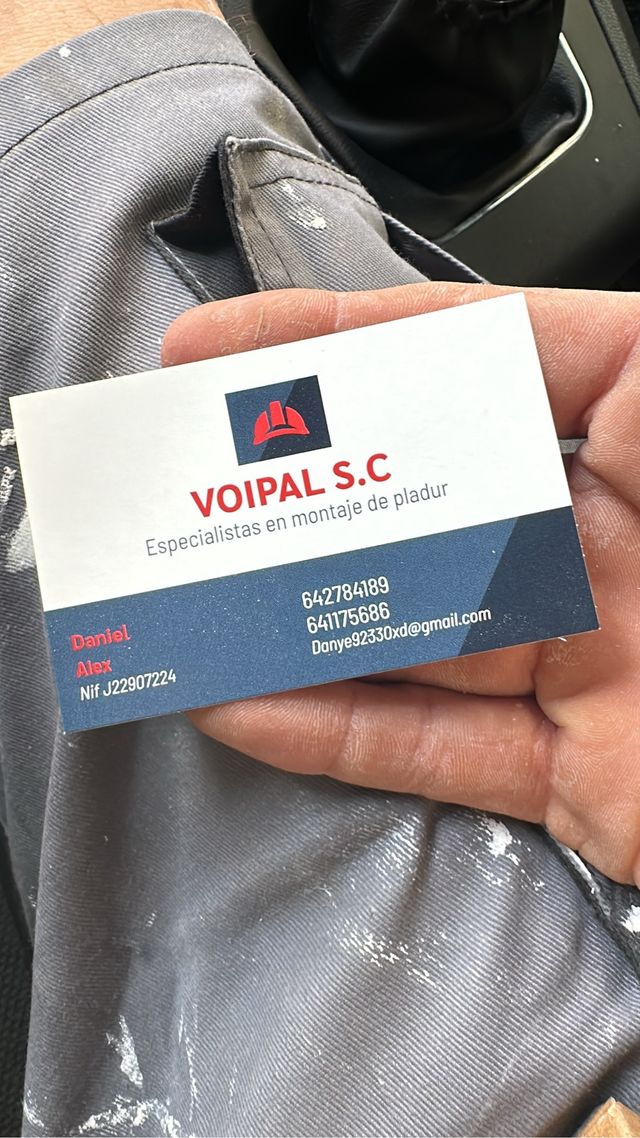 VOIPAL S.C
Especialistas en montaje de pladur
Daniel
Alex
Nif J22907224
642784189
641175686
Danye92330xd@gmail.com